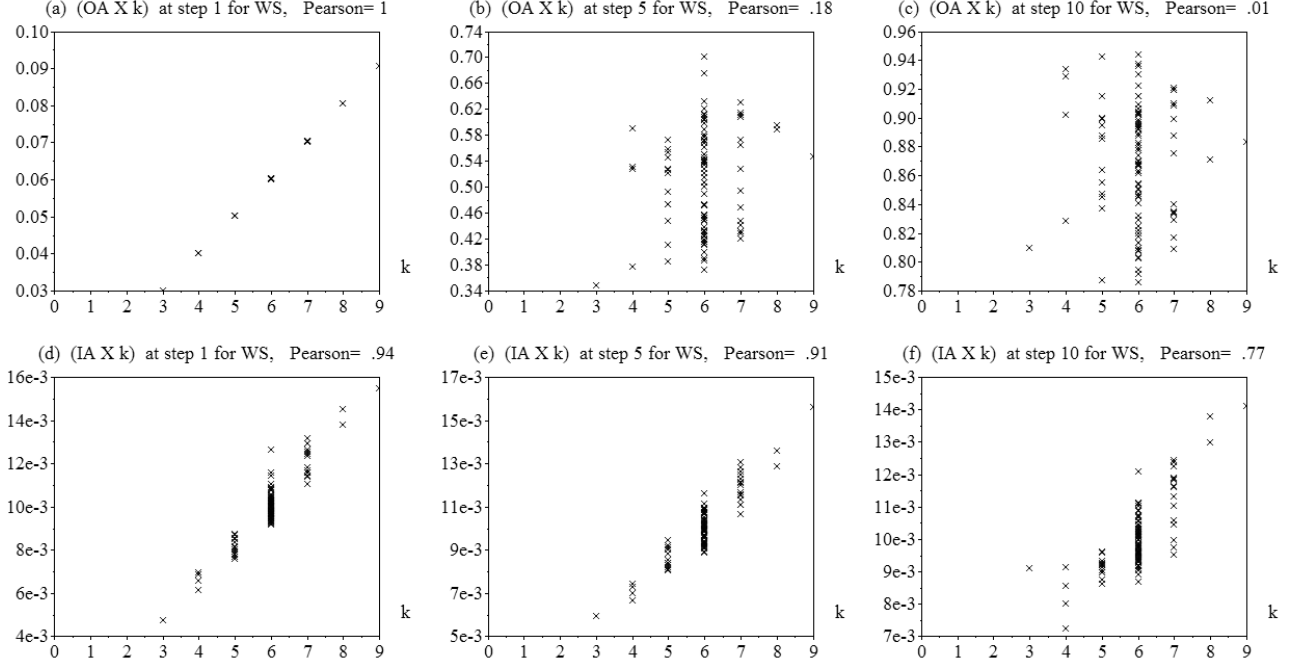 (a) (OA X k) at step 1 for WS, Pearson= 1
0.10
0.09
0.08
0.07
0.06
0.05
0.04
0.03
0 1 2 3 4 5 6 7 8 9
k
(b) (OA X k) at step 5 for WS, Pearson= .18
0.74
0.70
0.66
0.62
0.58
0.54
0.50
0.46
0.42
0.38
0.34
0 1 2 3 4 5 6 7 8 9
k
(c) (OA X k) at step 10 for WS, Pearson= .01
0.96
0.94
0.92
0.90
0.88
0.86
0.84
0.82
0.80
0.78
0 1 2 3 4 5 6 7 8 9
k
(d) (IA X k) at step 1 for WS, Pearson= .94
16e-3
14e-3
12e-3
10e-3
8e-3
6e-3
4e-3
0 1 2 3 4 5 6 7 8 9
k
(e) (IA X k) at step 5 for WS, Pearson= .91
17e-3
15e-3
13e-3
11e-3
9e-3
7e-3
5e-3
0 1 2 3 4 5 6 7 8 9
k
(f) (IA X k) at step 10 for WS, Pearson= .77
15e-3
14e-3
13e-3
12e-3
11e-3
10e-3
9e-3
8e-3
7e-3
0 1 2 3 4 5 6 7 8 9
k